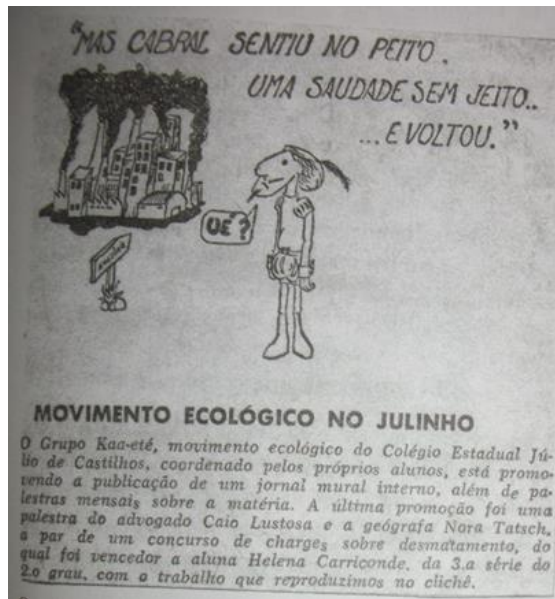 "MAS CABRAL SENTIU NO PEITO.
UMA SAUDADE SEM JEITO..
...E VOLTOU."
UÉ?
MOVIMENTO ECOLÓGICO NO JULINHO
O Grupo Kaa-eté, movimento ecológico do Colégio Estadual Jú-
lio de Castilhos, coordenado pelos próprios alunos, está promo-
vendo a publicação de um jornal mural interno, além de pa-
lestras mensais sobre a matéria. A última promoção foi uma
palestra do advogado Caio Lustosa e a geógrafa Nora Tatsch,
a par de um concurso de charges sobre desmatamento, do
qual foi vencedor a aluna Helena Carriconde, da 3.a série do
2.o grau, com o trabalho que reproduzimos no clichê.